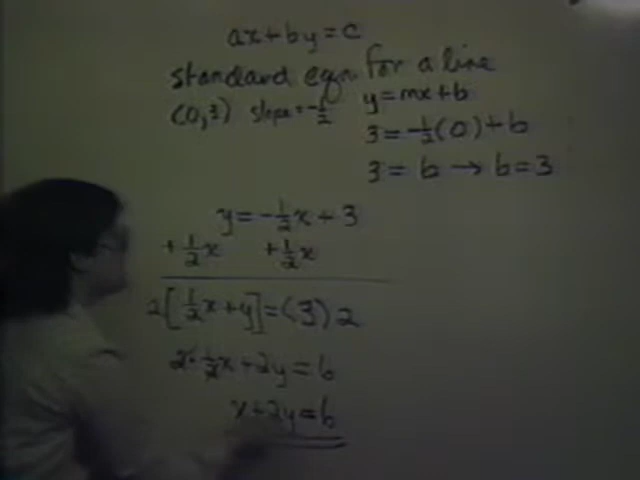 ax+by=c
standard eqn for a line
(0,3) slope=-1/2 y=mx+b
3=-1/2(0)+b
3=b→b=3
y=-1/2x+3
+1/2x +1/2x
2[1/2x+y]=(3)2
2·1/2x+2y=6
x+2y=6